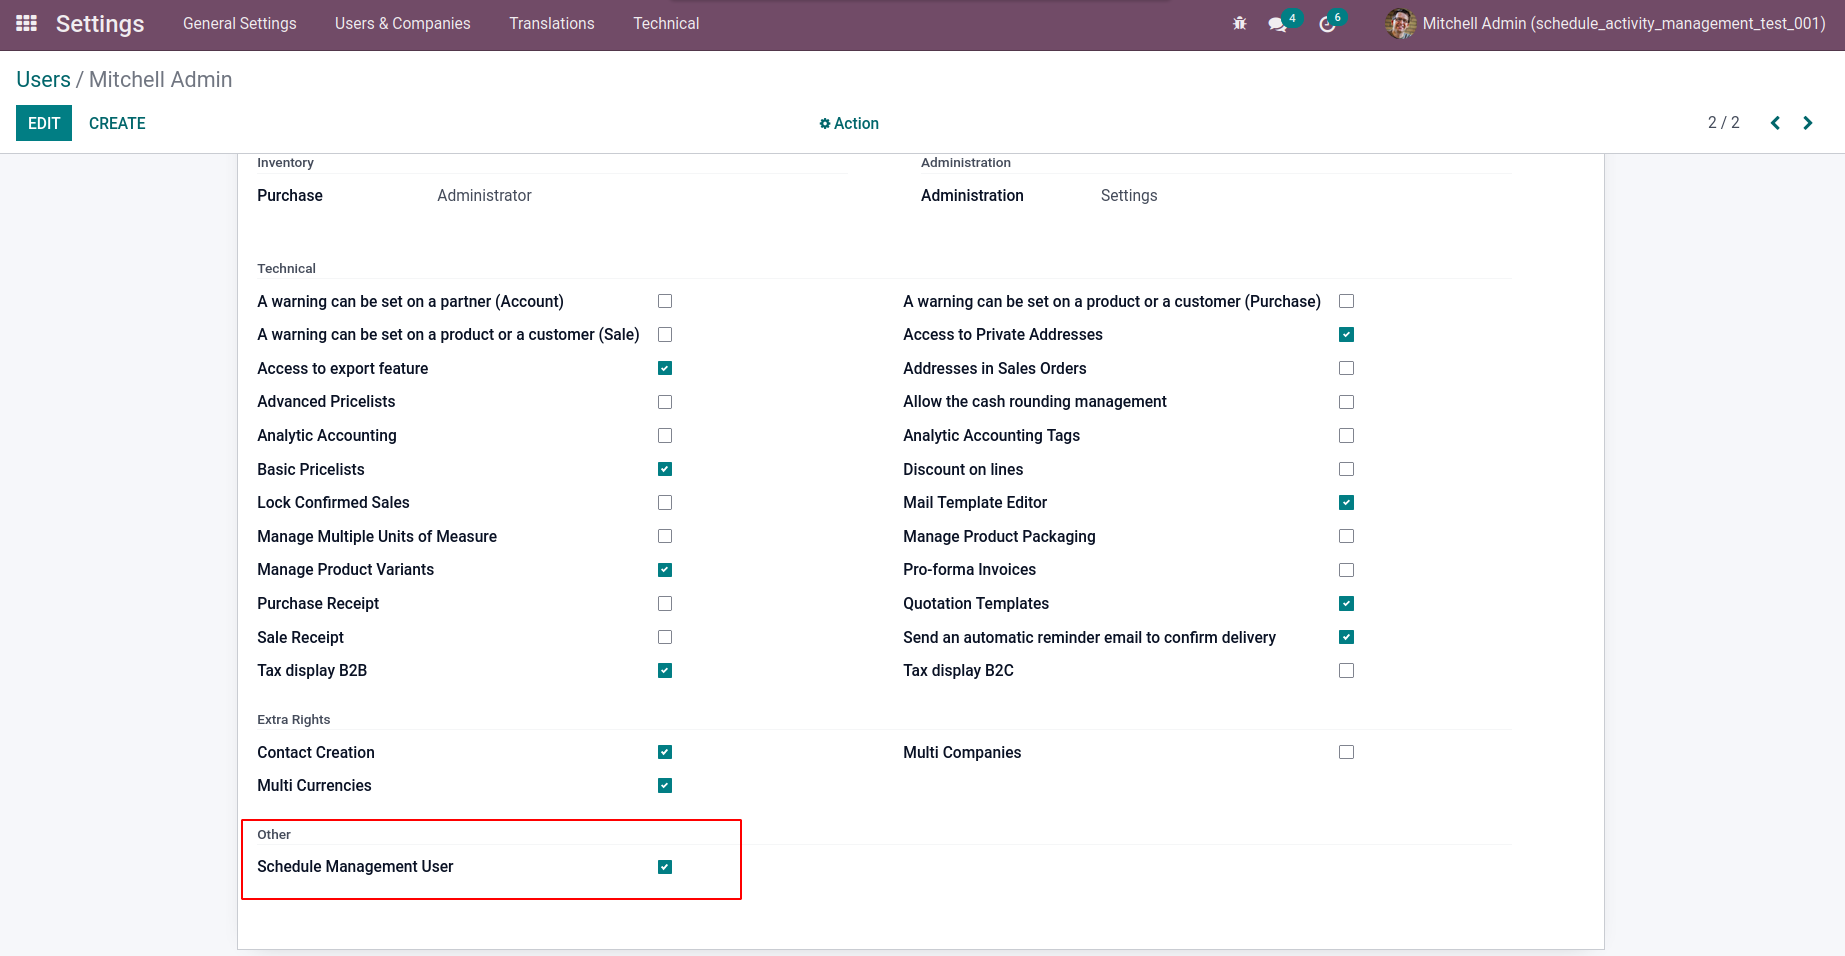 Settings General Settings Users & Companies Translations Technical 4 6 Mitchell Admin (schedule_activity_management_test_001)
Users / Mitchell Admin
EDIT CREATE Action 2 / 2
Inventory Administration
Purchase Administrator Administration Settings
Technical
A warning can be set on a partner (Account) A warning can be set on a product or a customer (Purchase)
A warning can be set on a product or a customer (Sale) Access to Private Addresses
Access to export feature Addresses in Sales Orders
Advanced Pricelists Allow the cash rounding management
Analytic Accounting Analytic Accounting Tags
Basic Pricelists Discount on lines
Lock Confirmed Sales Mail Template Editor
Manage Multiple Units of Measure Manage Product Packaging
Manage Product Variants Pro-forma Invoices
Purchase Receipt Quotation Templates
Sale Receipt Send an automatic reminder email to confirm delivery
Tax display B2B Tax display B2C
Extra Rights
Contact Creation Multi Companies
Multi Currencies
Other
Schedule Management User